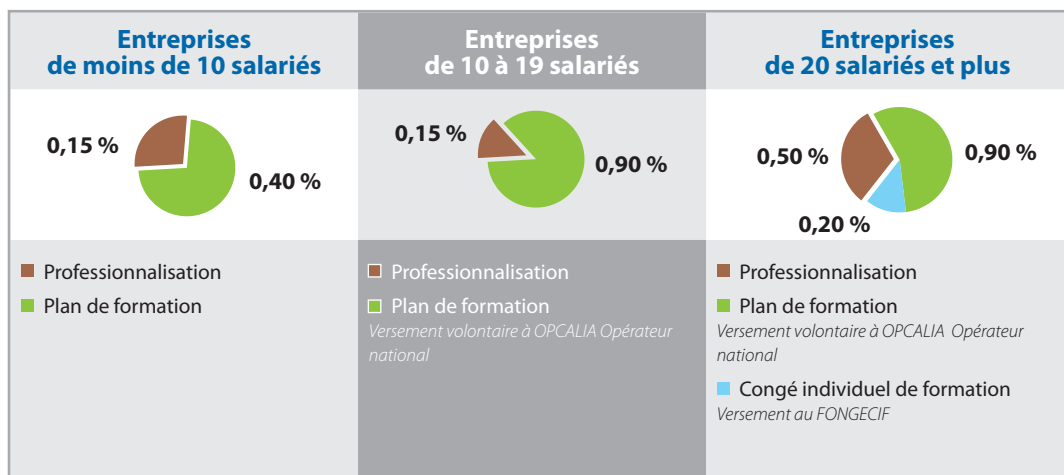 Entreprises
de moins de 10 salariés
0,15 %
0,40 %
Professionnalisation
Plan de formation
Entreprises
de 10 à 19 salariés
0,15 %
0,90 %
Professionnalisation
Plan de formation
Versement volontaire à OPCALIA Opérateur
national
Entreprises
de 20 salariés et plus
0,50 %
0,90 %
0,20 %
Professionnalisation
Plan de formation
Versement volontaire à OPCALIA Opérateur
national
Congé individuel de formation
Versement au FONGECIF